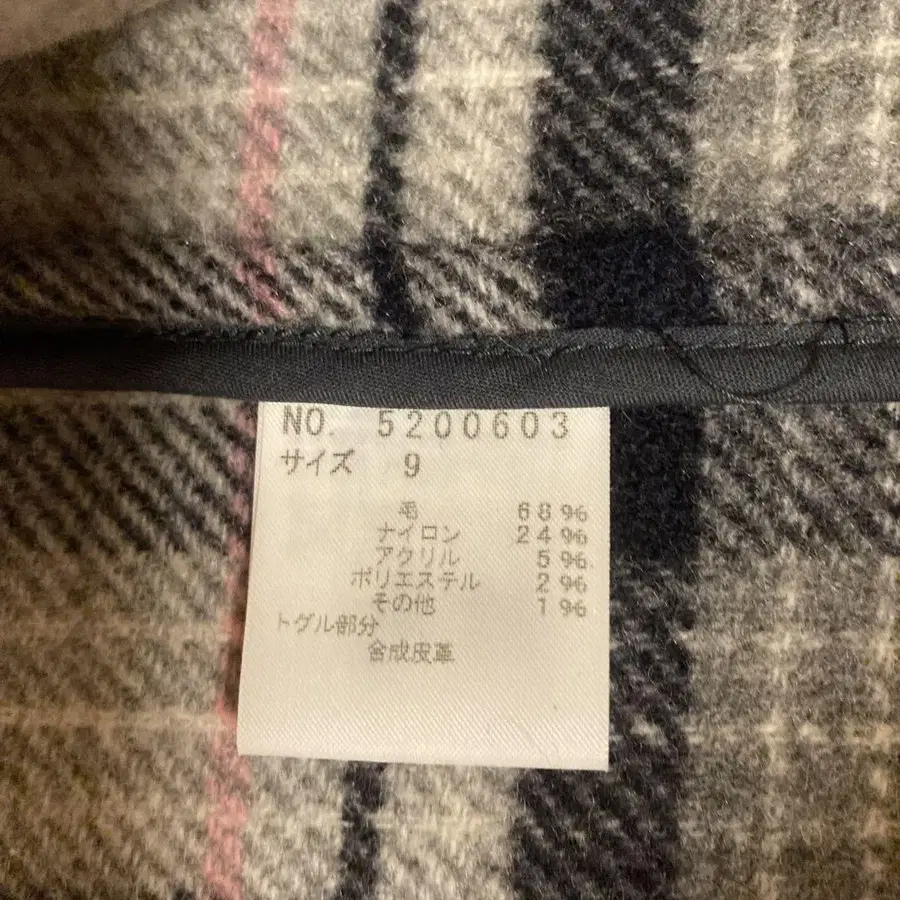 NO. 5200603
サイズ 9
毛 68%
ナイロン 24%
アクリル 5%
ポリエステル 2%
その他 1%
トグル部分
合成皮革